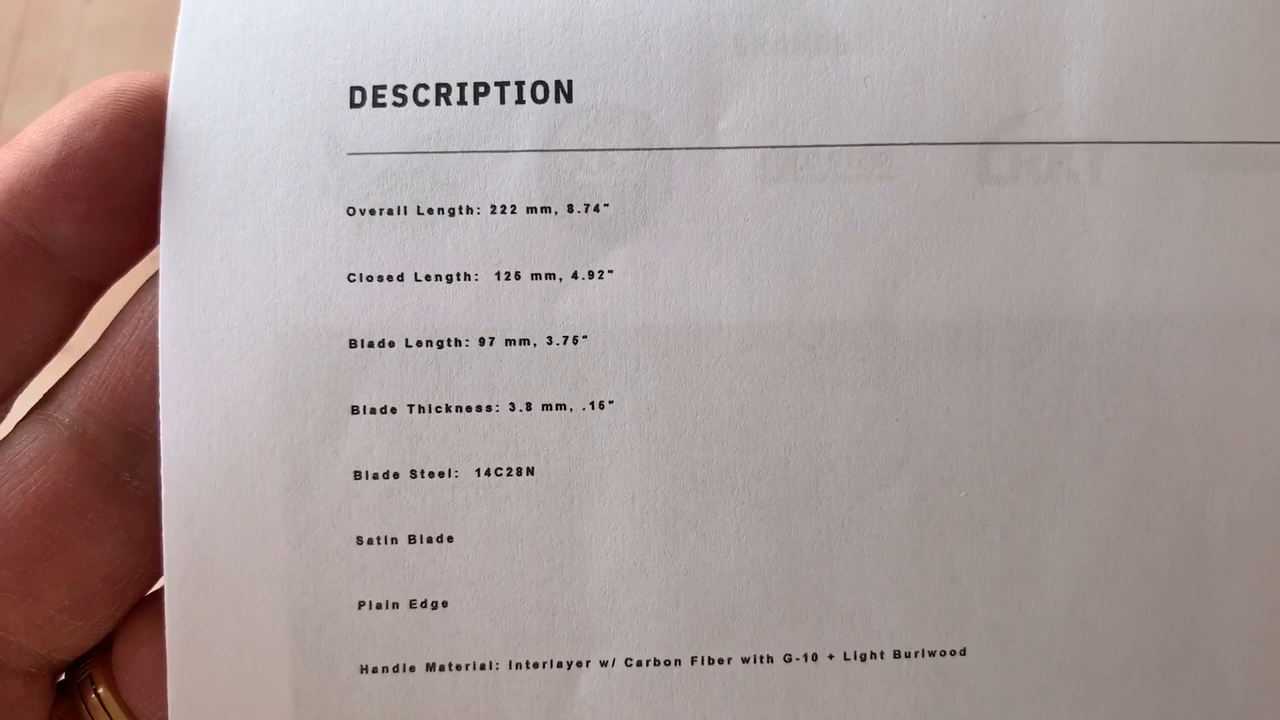 DESCRIPTION
Overall Length: 222 mm, 8.74"
Closed Length: 125 mm, 4.92"
Blade Length: 97 mm, 3.75"
Blade Thickness: 3.8 mm, .15"
Blade Steel: 14C28N
Satin Blade
Plain Edge
Handle Material: Interlayer w/ Carbon Fiber with G-10 + Light Burlwood